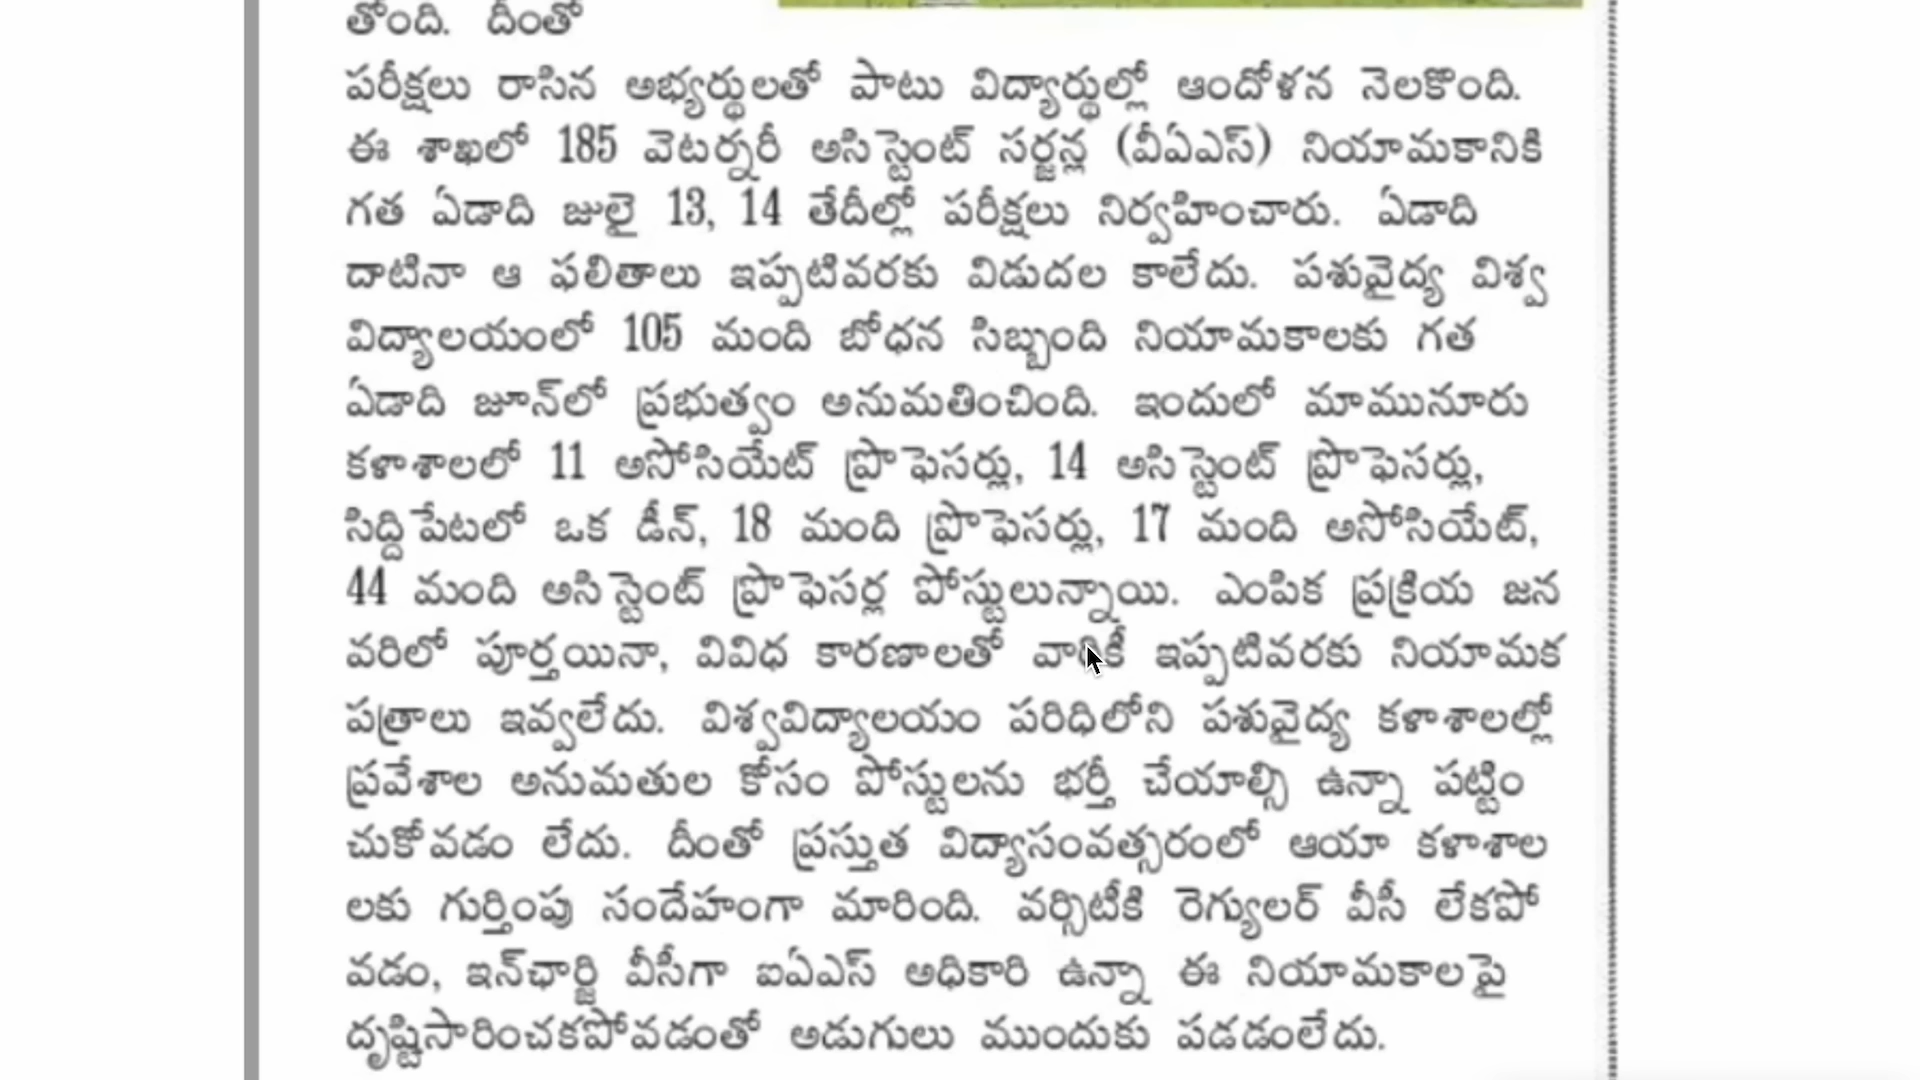 తోంది. దీంతో
పరీక్షలు రాసిన అభ్యర్థులతో పాటు విద్యార్థుల్లో ఆందోళన నెలకొంది.
ఈ శాఖలో 185 వెటర్నరీ అసిస్టెంట్ సర్జన్ల (వీఏఎస్) నియామకానికి
గత ఏడాది జులై 13, 14 తేదీల్లో పరీక్షలు నిర్వహించారు. ఏడాది
దాటినా ఆ ఫలితాలు ఇప్పటివరకు విడుదల కాలేదు. పశువైద్య విశ్వ
విద్యాలయంలో 105 మంది బోధన సిబ్బంది నియామకాలకు గత
ఏడాది జూన్‌లో ప్రభుత్వం అనుమతించింది. ఇందులో మామునూరు
కళాశాలలో 11 అసోసియేట్ ప్రొఫెసర్లు, 14 అసిస్టెంట్ ప్రొఫెసర్లు,
సిద్దిపేటలో ఒక డీన్, 18 మంది ప్రొఫెసర్లు, 17 మంది అసోసియేట్,
44 మంది అసిస్టెంట్ ప్రొఫెసర్ల పోస్టులున్నాయి. ఎంపిక ప్రక్రియ జన
వరిలో పూర్తయినా, వివిధ కారణాలతో వారికీ ఇప్పటివరకు నియామక
పత్రాలు ఇవ్వలేదు. విశ్వవిద్యాలయం పరిధిలోని పశువైద్య కళాశాలల్లో
ప్రవేశాల అనుమతుల కోసం పోస్టులను భర్తీ చేయాల్సి ఉన్నా పట్టిం
చుకోవడం లేదు. దీంతో ప్రస్తుత విద్యాసంవత్సరంలో ఆయా కళాశాల
లకు గుర్తింపు సందేహంగా మారింది. వర్సిటీకి రెగ్యులర్ వీసీ లేకపో
వడం, ఇన్‌ఛార్జి వీసీగా ఐఏఎస్ అధికారి ఉన్నా ఈ నియామకాలపై
దృష్టిసారించకపోవడంతో అడుగులు ముందుకు పడడంలేదు.